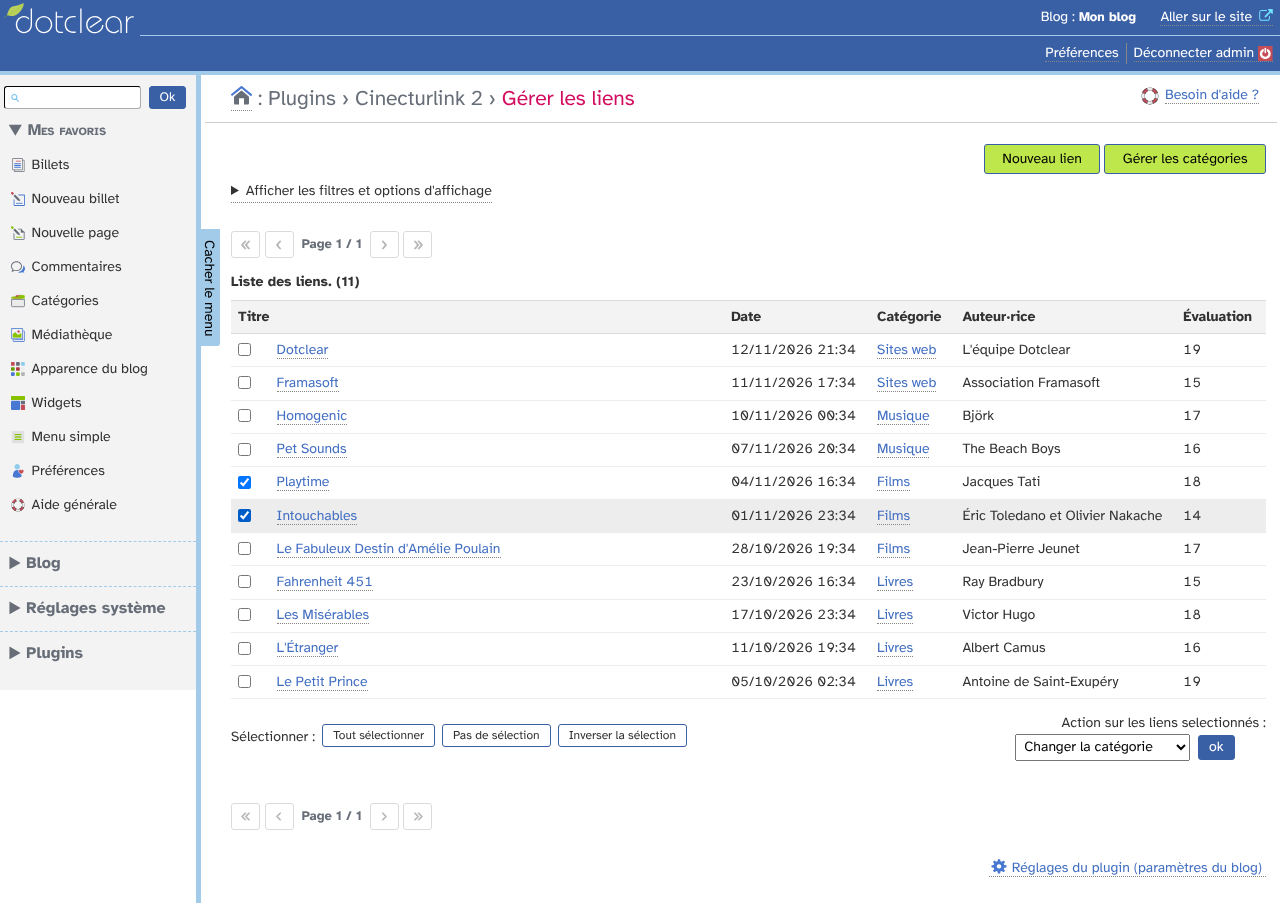 dotclear
Blog : Mon blog Aller sur le site
Préférences Déconnecter admin
Ok
: Plugins › Cinecturlink 2 › Gérer les liens
Besoin d'aide ?
Mes favoris
Billets
Nouveau billet
Nouvelle page
Commentaires
Catégories
Médiathèque
Apparence du blog
Widgets
Menu simple
Préférences
Aide générale
Blog
Réglages système
Plugins
Cacher le menu
Nouveau lien Gérer les catégories
Afficher les filtres et options d'affichage
« ‹ Page 1 / 1 › »
Liste des liens. (11)
Titre Date Catégorie Auteur·rice Évaluation
Dotclear 12/11/2026 21:34 Sites web L'équipe Dotclear 19
Framasoft 11/11/2026 17:34 Sites web Association Framasoft 15
Homogenic 10/11/2026 00:34 Musique Björk 17
Pet Sounds 07/11/2026 20:34 Musique The Beach Boys 16
Playtime 04/11/2026 16:34 Films Jacques Tati 18
Intouchables 01/11/2026 23:34 Films Éric Toledano et Olivier Nakache 14
Le Fabuleux Destin d'Amélie Poulain 28/10/2026 19:34 Films Jean-Pierre Jeunet 17
Fahrenheit 451 23/10/2026 16:34 Livres Ray Bradbury 15
Les Misérables 17/10/2026 23:34 Livres Victor Hugo 18
L'Étranger 11/10/2026 19:34 Livres Albert Camus 16
Le Petit Prince 05/10/2026 02:34 Livres Antoine de Saint-Exupéry 19
Sélectionner : Tout sélectionner Pas de sélection Inverser la sélection
Action sur les liens selectionnés :
Changer la catégorie ok
« ‹ Page 1 / 1 › »
Réglages du plugin (paramètres du blog)